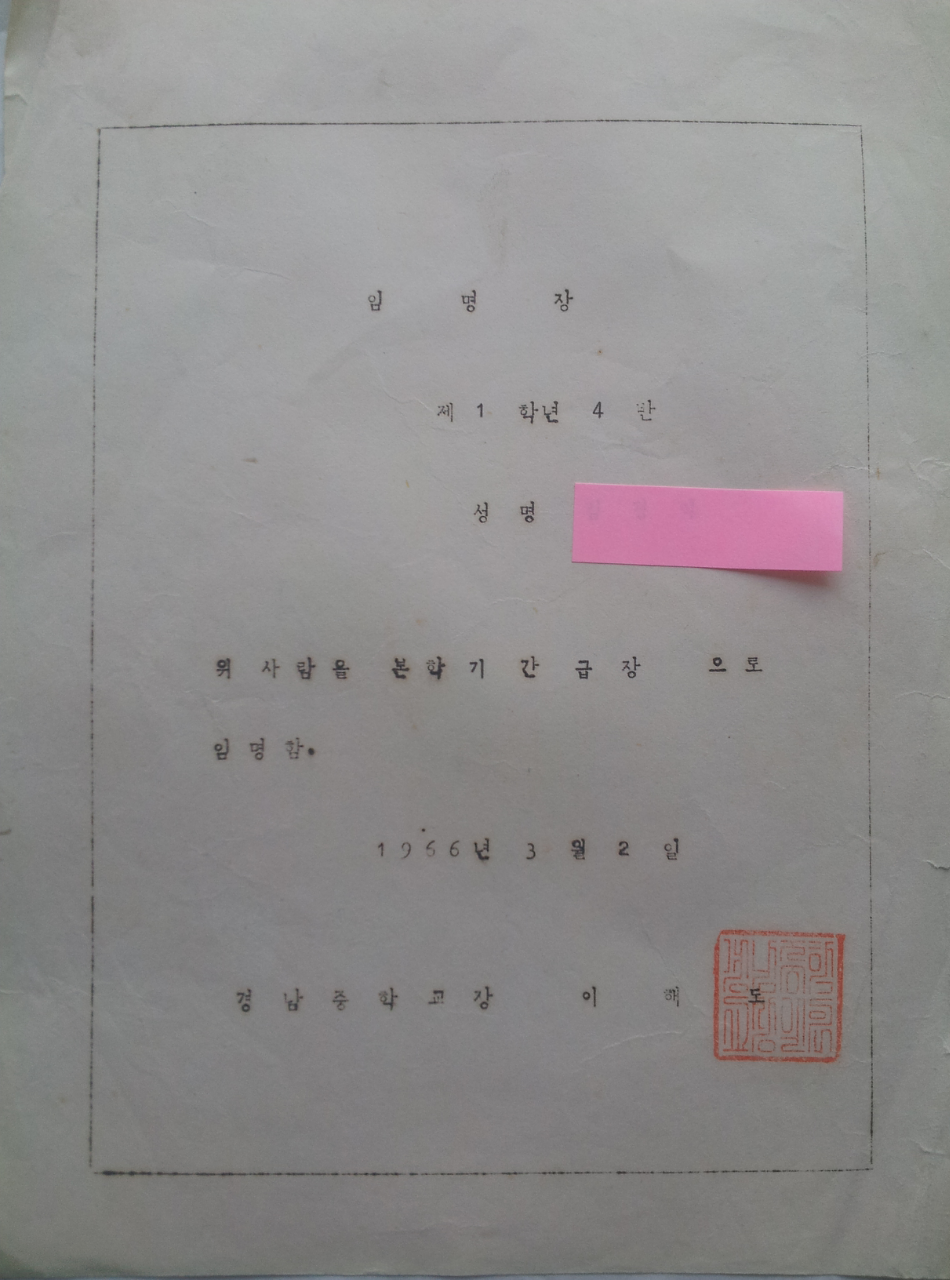 임 명 장
제 1 학년 4 반
성 명
위 사 람 을 본 학 기 간 급 장 으 로
임 명 함.
1966년 3 월 2 일
경 남 중 학 교 장 이 해 도